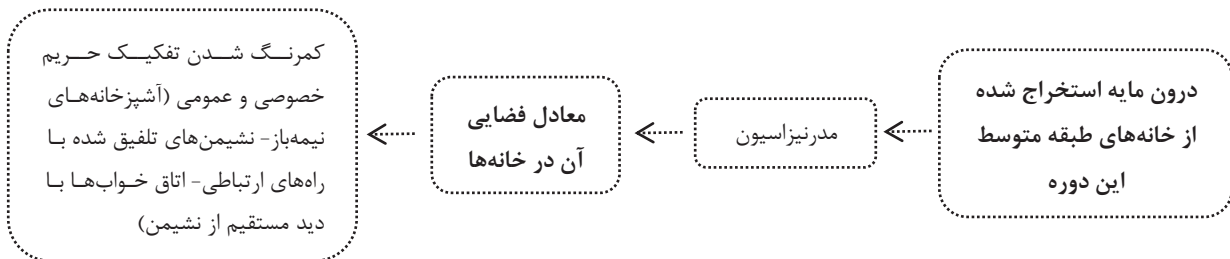 درون مایه استخراج شده
از خانه‌های طبقه متوسط
این دوره
مدرنیزاسیون
معادل فضایی
آن در خانه‌ها
کمرنگ شدن تفکیک حریم
خصوصی و عمومی (آشپزخانه‌های
نیمه‌باز- نشیمن‌های تلفیق شده با
راه‌های ارتباطی- اتاق خواب‌ها با
دید مستقیم از نشیمن)